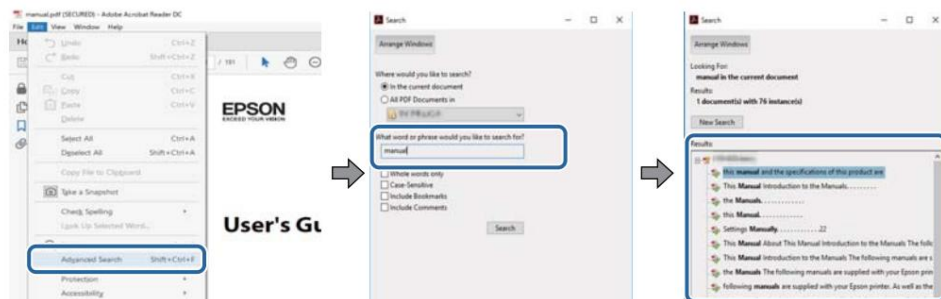 manual.pdf (SECURED) - Adobe Acrobat Reader DC
File Edit View Window Help
Undo Ctrl+Z
Redo Shift+Ctrl+Z
Cut Ctrl+X
Copy Ctrl+C
Paste Ctrl+V
Delete
Select All Ctrl+A
Deselect All Shift+Ctrl+A
Copy File to Clipboard
Take a Snapshot
Check Spelling
Look Up Selected Word...
Advanced Search Shift+Ctrl+F
Protection
Accessibility
/ 191
EPSON
EXCEED YOUR VISION
User's Gu
Search
Arrange Windows
Where would you like to search?
In the current document
All PDF Documents in
What word or phrase would you like to search for?
manual
Whole words only
Case-Sensitive
Include Bookmarks
Include Comments
Search
Search
Arrange Windows
Looking For:
manual in the current document
Results:
1 document(s) with 76 instance(s)
New Search
Results:
this manual and the specifications of this product are
This Manual Introduction to the Manuals.........
the Manuals............
this Manual............
Settings Manually............22
This Manual About This Manual Introduction to the Manuals The follo
This Manual Introduction to the Manuals The following manuals are s
the Manuals The following manuals are supplied with your Epson prin
following manuals are supplied with your Epson printer. As well as the